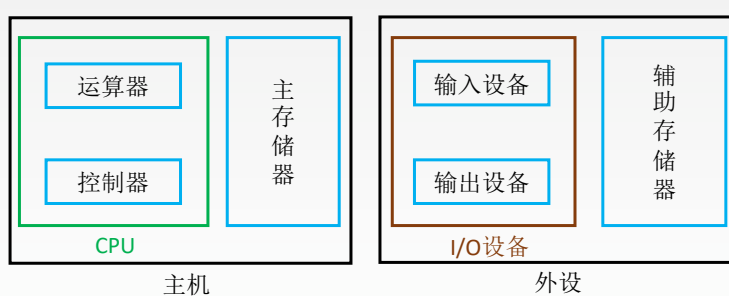 运算器
控制器
CPU
主存储器
主机
输入设备
输出设备
I/O设备
辅助存储器
外设